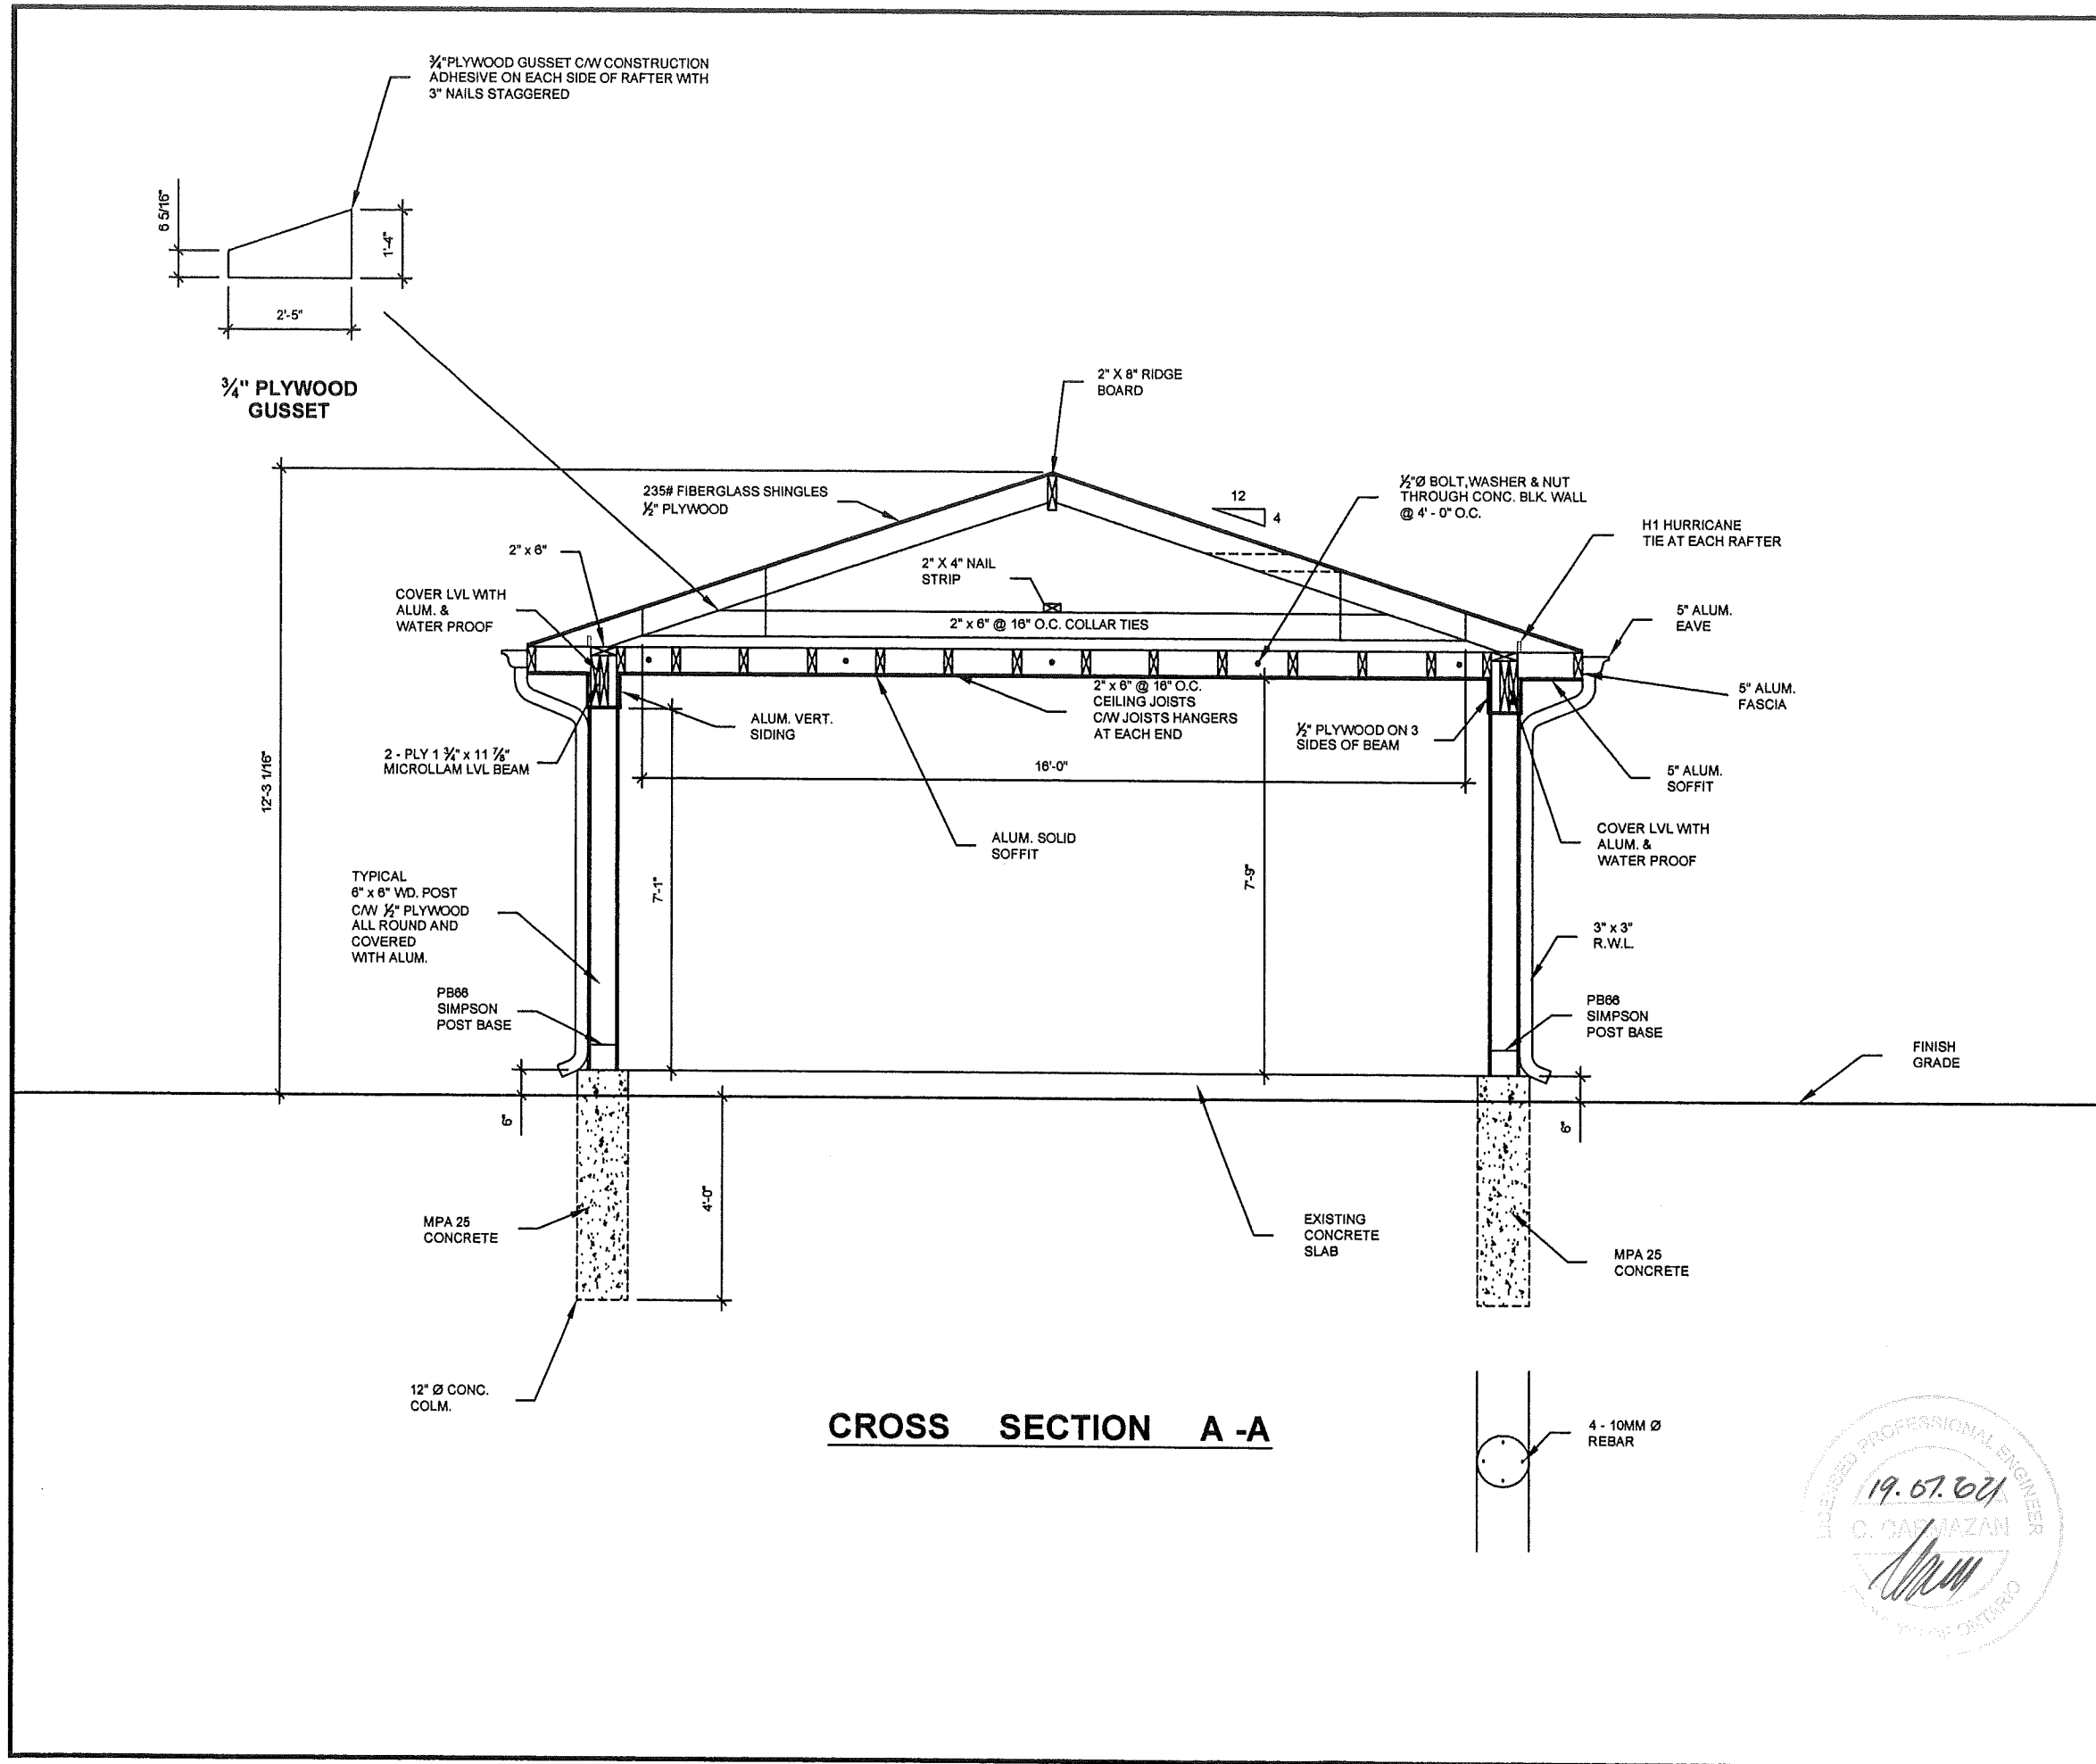 ¾"PLYWOOD GUSSET C/W CONSTRUCTION
ADHESIVE ON EACH SIDE OF RAFTER WITH
3" NAILS STAGGERED
6 5/16"
1'-4"
2'-5"
¾" PLYWOOD
GUSSET
2" X 8" RIDGE
BOARD
235# FIBERGLASS SHINGLES
½" PLYWOOD
12
4
½"Ø BOLT,WASHER & NUT
THROUGH CONC. BLK. WALL
@ 4' - 0" O.C.
H1 HURRICANE
TIE AT EACH RAFTER
2" x 6"
2" X 4" NAIL
STRIP
COVER LVL WITH
ALUM. &
WATER PROOF
2" x 6" @ 16" O.C. COLLAR TIES
5" ALUM.
EAVE
2" x 6" @ 16" O.C.
CEILING JOISTS
C/W JOISTS HANGERS
AT EACH END
5" ALUM.
FASCIA
ALUM. VERT.
SIDING
½" PLYWOOD ON 3
SIDES OF BEAM
2 - PLY 1 ¾" x 11 ⅞"
MICROLLAM LVL BEAM
16'-0"
5" ALUM.
SOFFIT
12'-3 1/16"
ALUM. SOLID
SOFFIT
COVER LVL WITH
ALUM. &
WATER PROOF
TYPICAL
6" x 6" WD. POST
C/W ½" PLYWOOD
ALL ROUND AND
COVERED
WITH ALUM.
7'-1"
7'-9"
3" x 3"
R.W.L.
PB66
SIMPSON
POST BASE
PB66
SIMPSON
POST BASE
FINISH
GRADE
6"
6"
4'-0"
MPA 25
CONCRETE
EXISTING
CONCRETE
SLAB
MPA 25
CONCRETE
12" Ø CONC.
COLM.
CROSS SECTION A -A
4 - 10MM Ø
REBAR
LICENSED PROFESSIONAL ENGINEER
19.07.2021
C. CARMAZAN
OF ONTARIO